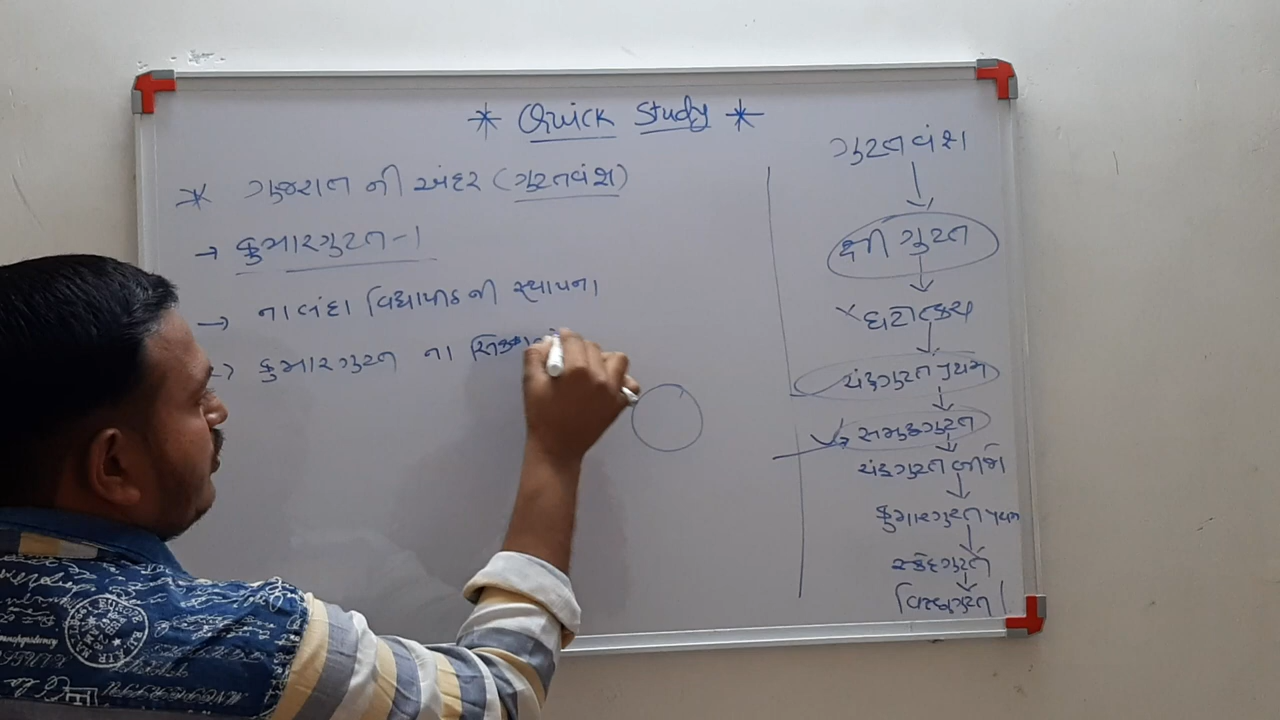 * Quick Study *
* ગુજરાત ની અંદર (ગુપ્તવંશ)
→ કુમારગુપ્ત-1
→ નાલંદા વિદ્યાપીઠ ની સ્થાપના
→ કુમારગુપ્ત ના
ગુપ્તવંશ
શ્રી ગુપ્ત
ઘટોત્કચ
ચંદ્રગુપ્ત પ્રથમ
સમુદ્રગુપ્ત
ચંદ્રગુપ્ત
કુમારગુપ્ત પ્રથમ
સ્કંદગુપ્ત